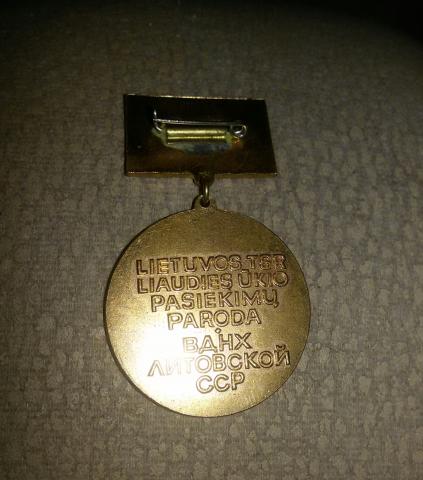 LIETUVOS TSR
LIAUDIES ŪKIO
PASIEKIMŲ
PARODA
ВДНХ
ЛИТОВСКОЙ
ССР